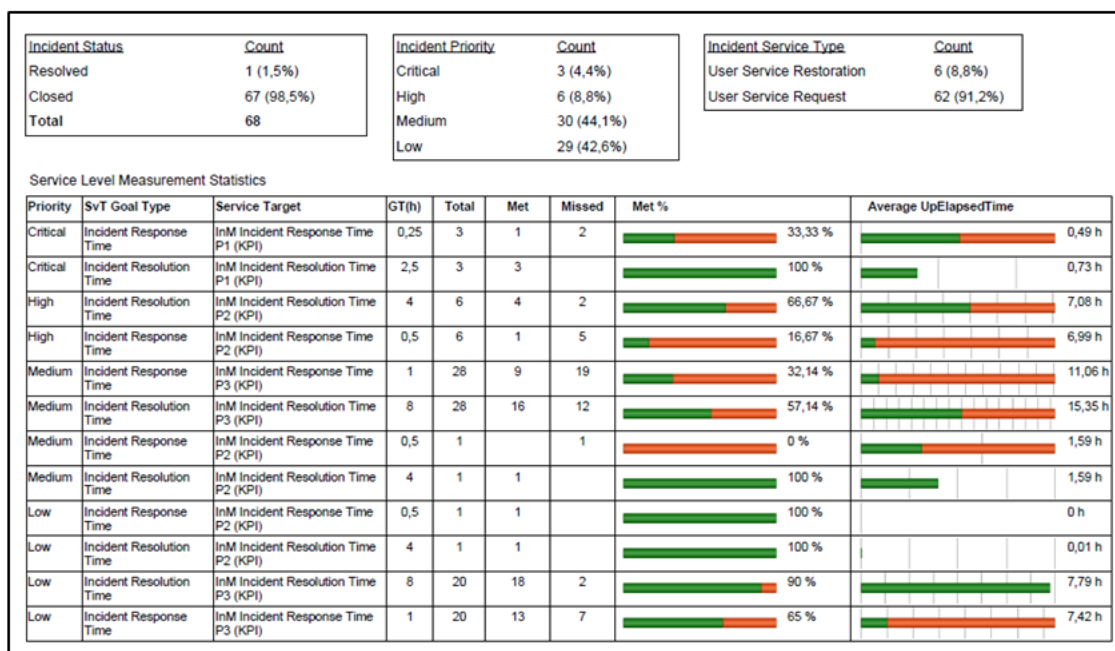 Incident Status Count
Resolved 1 (1,5%)
Closed 67 (98,5%)
Total 68
Incident Priority Count
Critical 3 (4,4%)
High 6 (8,8%)
Medium 30 (44,1%)
Low 29 (42,6%)
Incident Service Type Count
User Service Restoration 6 (8,8%)
User Service Request 62 (91,2%)
Service Level Measurement Statistics
Priority SvT Goal Type Service Target GT(h) Total Met Missed Met % Average UpElapsedTime
Critical Incident Response InM Incident Response Time 0,25 3 1 2 33,33 % 0,49 h
Time P1 (KPI)
Critical Incident Resolution InM Incident Resolution Time 2,5 3 3 100 % 0,73 h
Time P1 (KPI)
High Incident Resolution InM Incident Resolution Time 4 6 4 2 66,67 % 7,08 h
Time P2 (KPI)
High Incident Response InM Incident Response Time 0,5 6 1 5 16,67 % 6,99 h
Time P2 (KPI)
Medium Incident Response InM Incident Response Time 1 28 9 19 32,14 % 11,06 h
Time P3 (KPI)
Medium Incident Resolution InM Incident Resolution Time 8 28 16 12 57,14 % 15,35 h
Time P3 (KPI)
Medium Incident Response InM Incident Response Time 0,5 1 1 0 % 1,59 h
Time P2 (KPI)
Medium Incident Resolution InM Incident Resolution Time 4 1 1 100 % 1,59 h
Time P2 (KPI)
Low Incident Response InM Incident Response Time 0,5 1 1 100 % 0 h
Time P2 (KPI)
Low Incident Resolution InM Incident Resolution Time 4 1 1 100 % 0,01 h
Time P2 (KPI)
Low Incident Resolution InM Incident Resolution Time 8 20 18 2 90 % 7,79 h
Time P3 (KPI)
Low Incident Response InM Incident Response Time 1 20 13 7 65 % 7,42 h
Time P3 (KPI)